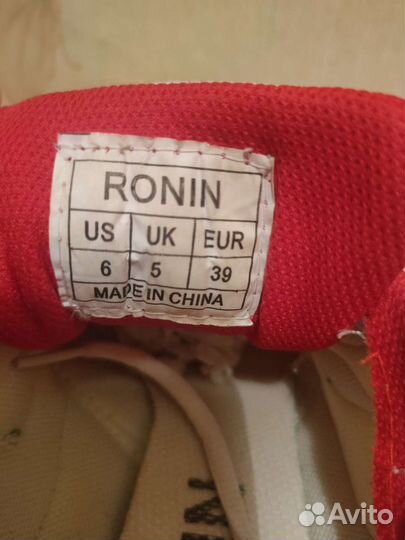 RONIN
US UK EUR
6 5 39
MADE IN CHINA
Avito